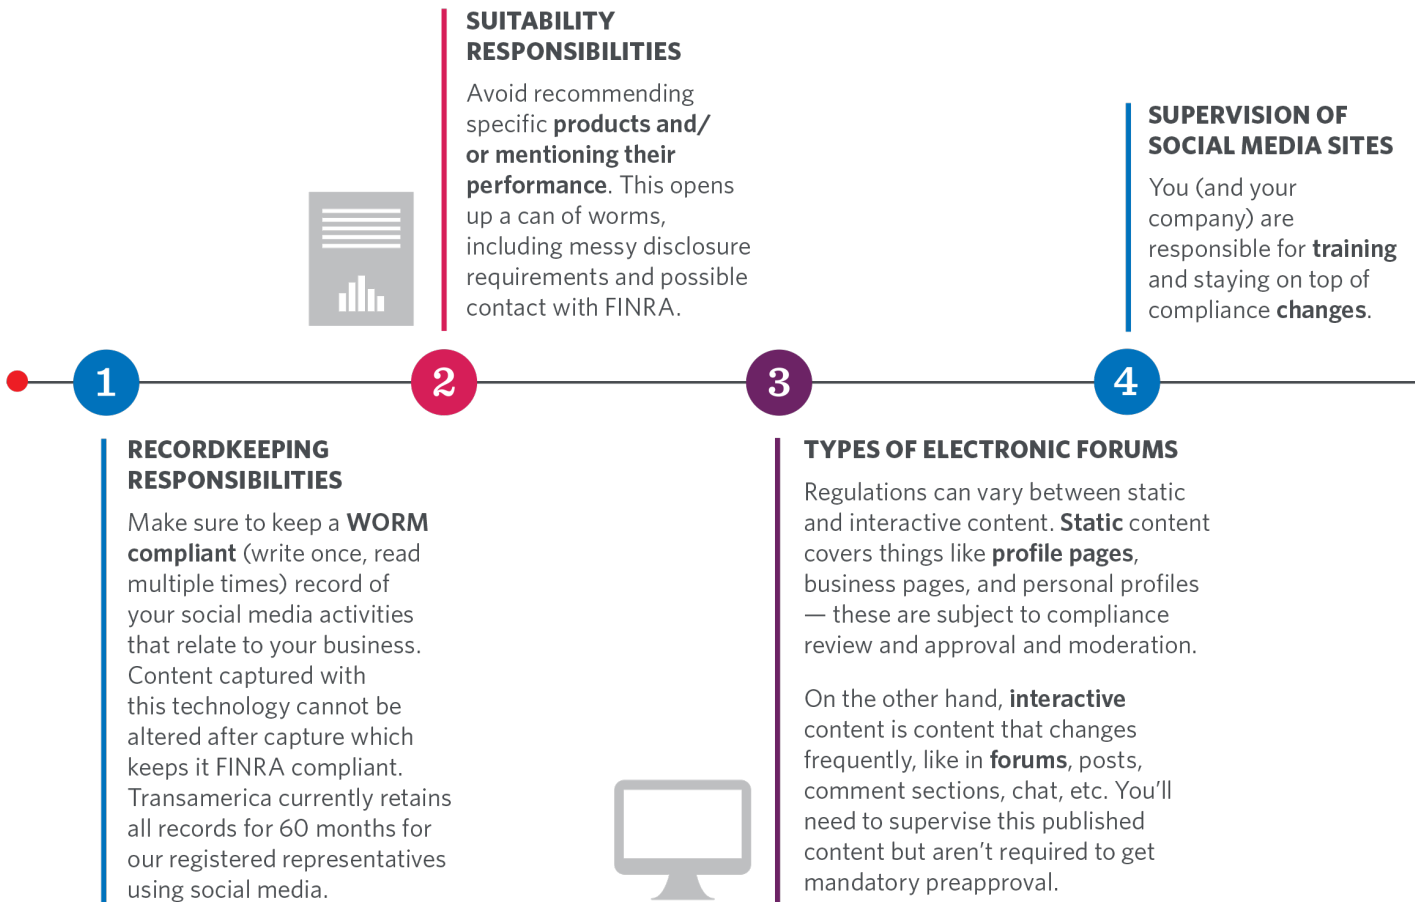 1
RECORDKEEPING
RESPONSIBILITIES
Make sure to keep a WORM
compliant (write once, read
multiple times) record of
your social media activities
that relate to your business.
Content captured with
this technology cannot be
altered after capture which
keeps it FINRA compliant.
Transamerica currently retains
all records for 60 months for
our registered representatives
using social media.
2
SUITABILITY
RESPONSIBILITIES
Avoid recommending
specific products and/
or mentioning their
performance. This opens
up a can of worms,
including messy disclosure
requirements and possible
contact with FINRA.
3
TYPES OF ELECTRONIC FORUMS
Regulations can vary between static
and interactive content. Static content
covers things like profile pages,
business pages, and personal profiles
— these are subject to compliance
review and approval and moderation.
On the other hand, interactive
content is content that changes
frequently, like in forums, posts,
comment sections, chat, etc. You’ll
need to supervise this published
content but aren’t required to get
mandatory preapproval.
4
SUPERVISION OF
SOCIAL MEDIA SITES
You (and your
company) are
responsible for training
and staying on top of
compliance changes.